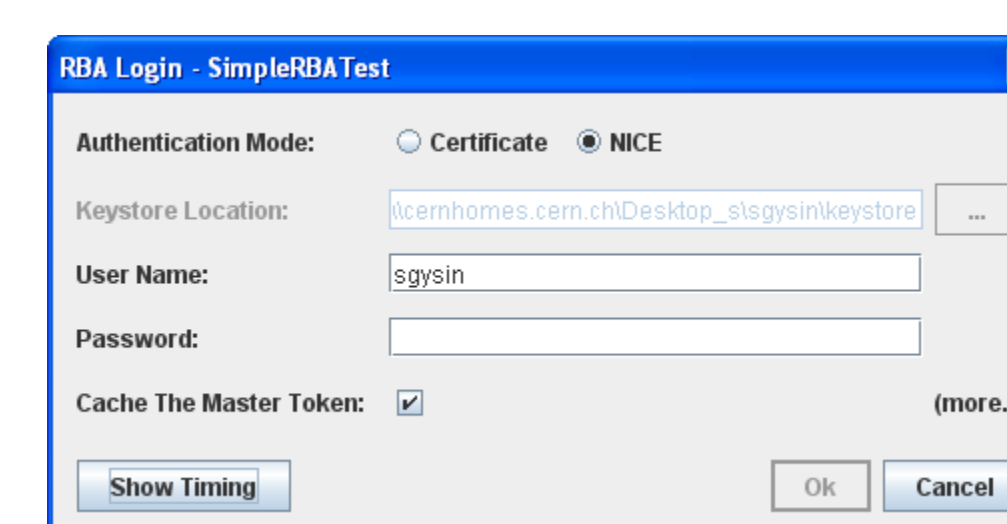 RBA Login - SimpleRBATest
Authentication Mode: Certificate NICE
Keystore Location: \\cernhomes.cern.ch\Desktop_s\sgysin\keystore ...
User Name: sgysin
Password:
Cache The Master Token: (more.
Show Timing Ok Cancel